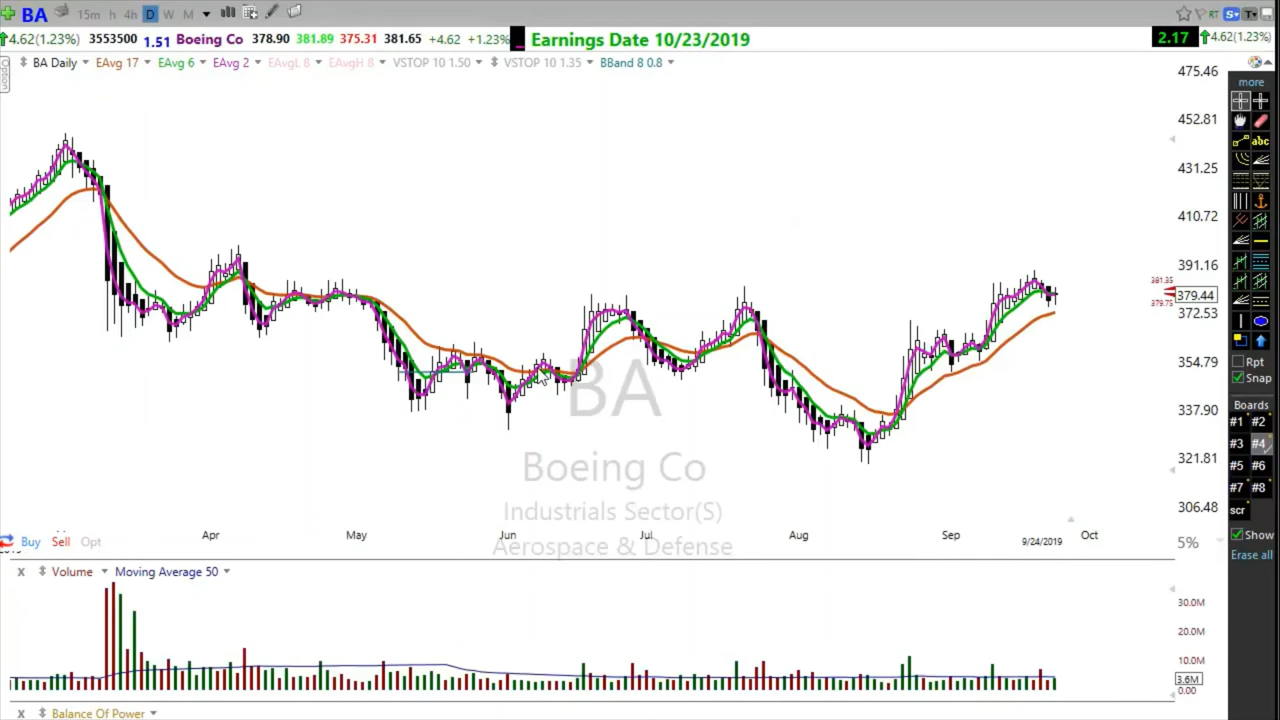 BA 15m h 4h D W M RT S T
4.62(1.23%) 3553500 1.51 Boeing Co 378.90 381.89 375.31 381.65 +4.62 +1.23% Earnings Date 10/23/2019 2.17 4.62(1.23%)
Option
BA Daily EAvg 17 EAvg 6 EAvg 2 EAvgL 8 EAvgH 8 VSTOP 10 1.50 VSTOP 10 1.35 BBand 8 0.8
475.46
more
452.81
abc
431.25
410.72
391.16
381.35
379.44
379.75
372.53
354.79
Rpt
Snap
BA
337.90
Boards
#1 #2
#3 #4
321.81
Boeing Co
#5 #6
#7 #8
306.48
Industrials Sector(S)
scr
Apr May Jun Jul Aug Sep 9/24/2019 Oct
Show
Buy Sell Opt
Aerospace & Defense
5%
Erase all
X Volume Moving Average 50
30.0M
20.0M
10.0M
3.6M
0.00
X Balance Of Power